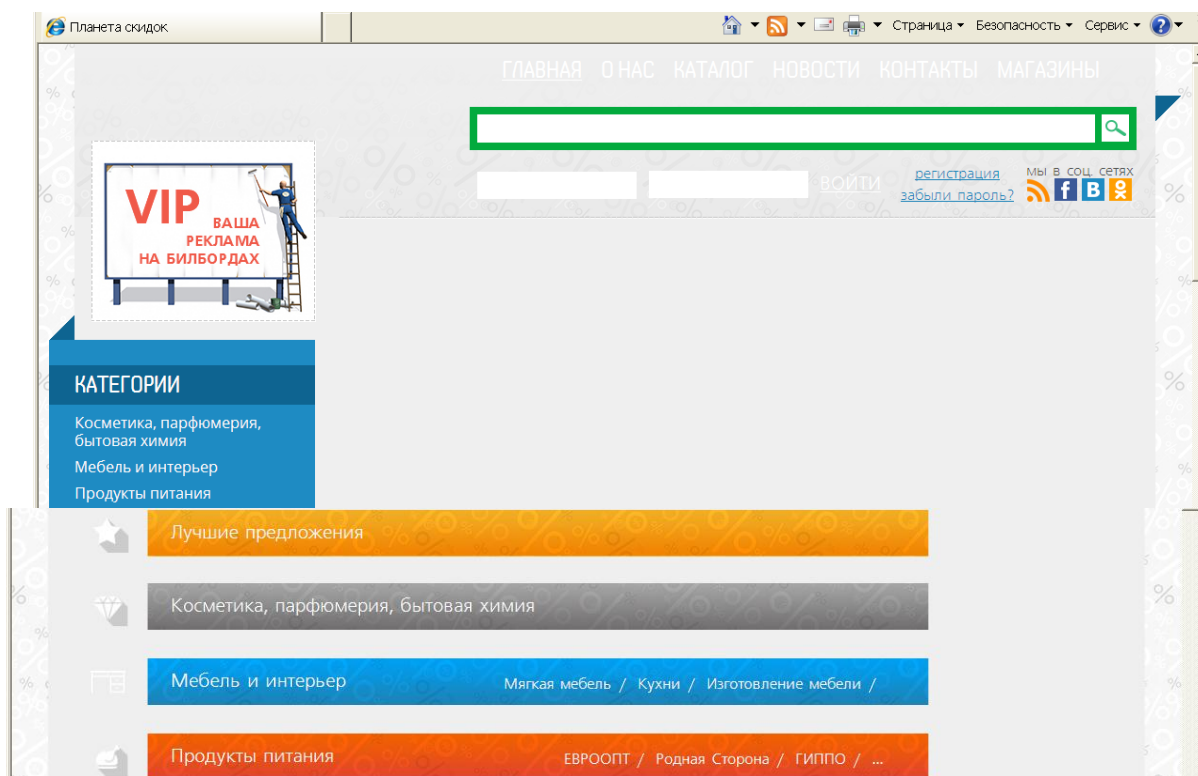 Планета скидок
Страница Безопасность Сервис
ГЛАВНАЯ О НАС КАТАЛОГ НОВОСТИ КОНТАКТЫ МАГАЗИНЫ
ВОЙТИ
регистрация
забыли пароль?
мы в соц. сетях
VIP ВАША
РЕКЛАМА
НА БИЛБОРДАХ
КАТЕГОРИИ
Косметика, парфюмерия,
бытовая химия
Мебель и интерьер
Продукты питания
Лучшие предложения
Косметика, парфюмерия, бытовая химия
Мебель и интерьер Мягкая мебель / Кухни / Изготовление мебели /
Продукты питания ЕВРООПТ / Родная Сторона / ГИППО / ...